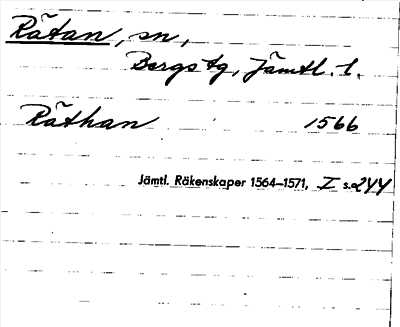 Rätan, sn,
Bergs tg, Jämtl. l.
Räthan 1566
Jämtl. Räkenskaper 1564–1571, I s. 244